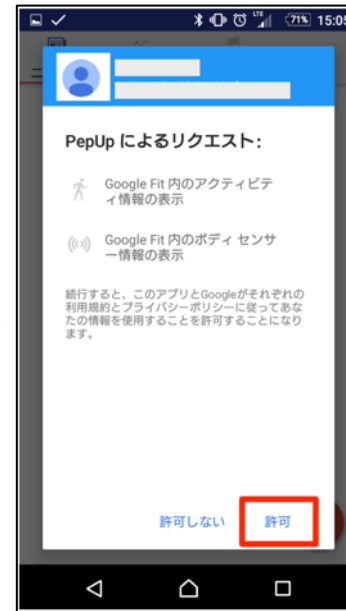 LTE 71% 15:05
PepUp によるリクエスト:
Google Fit 内のアクティビテ
ィ情報の表示
Google Fit 内のボディ センサ
ー情報の表示
続行すると、このアプリとGoogleがそれぞれの
利用規約とプライバシーポリシーに従ってあな
たの情報を使用することを許可することになり
ます。
許可しない 許可